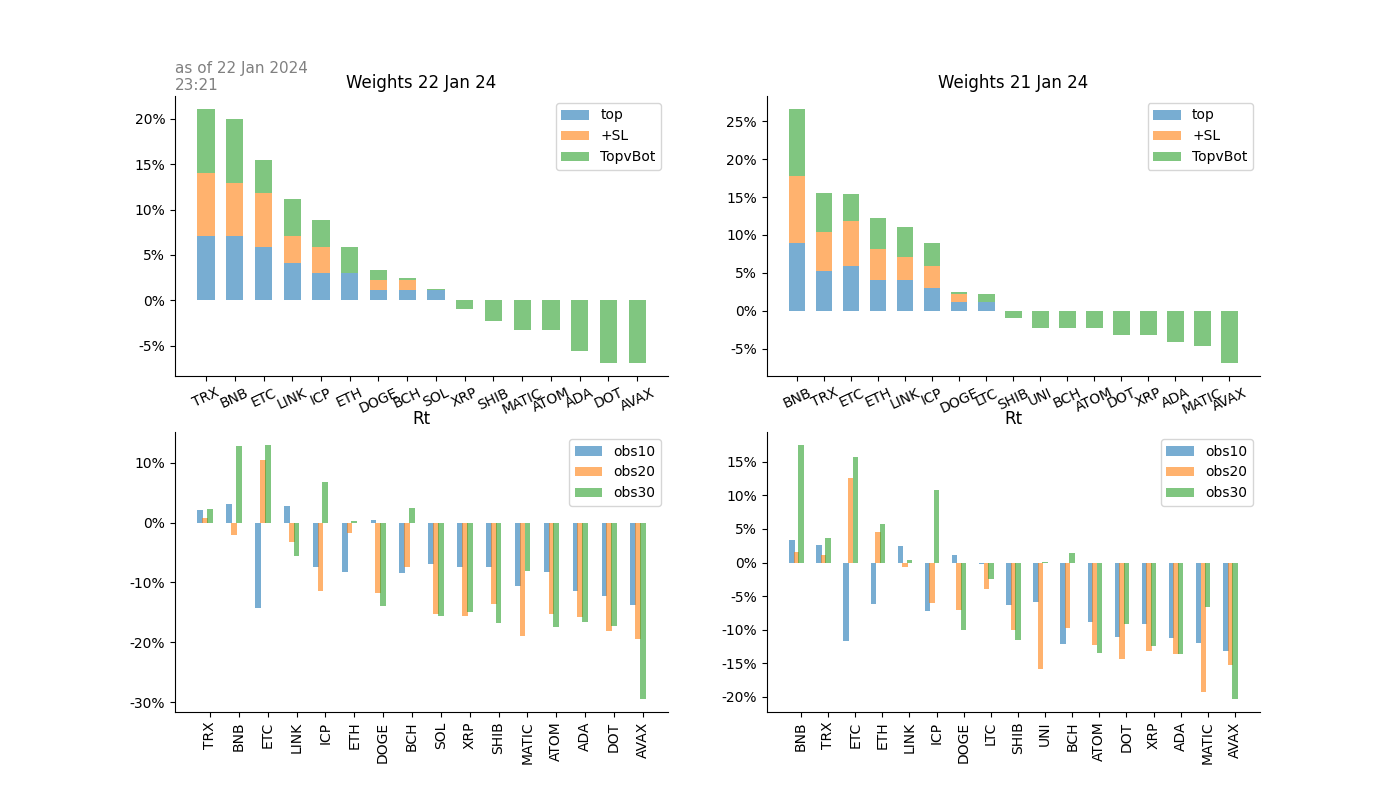 as of 22 Jan 2024
23:21
Weights 22 Jan 24
20%
15%
10%
5%
0%
-5%
top
+SL
TopvBot
TRX BNB ETC LINK ICP ETH DOGE BCH SOL XRP SHIB MATIC ATOM ADA DOT AVAX
Weights 21 Jan 24
25%
20%
15%
10%
5%
0%
-5%
top
+SL
TopvBot
BNB TRX ETC ETH LINK ICP DOGE LTC SHIB UNI BCH ATOM DOT XRP ADA MATIC AVAX
Rt
10%
0%
-10%
-20%
-30%
obs10
obs20
obs30
TRX BNB ETC LINK ICP ETH DOGE BCH SOL XRP SHIB MATIC ATOM ADA DOT AVAX
Rt
15%
10%
5%
0%
-5%
-10%
-15%
-20%
obs10
obs20
obs30
BNB TRX ETC ETH LINK ICP DOGE LTC SHIB UNI BCH ATOM DOT XRP ADA MATIC AVAX